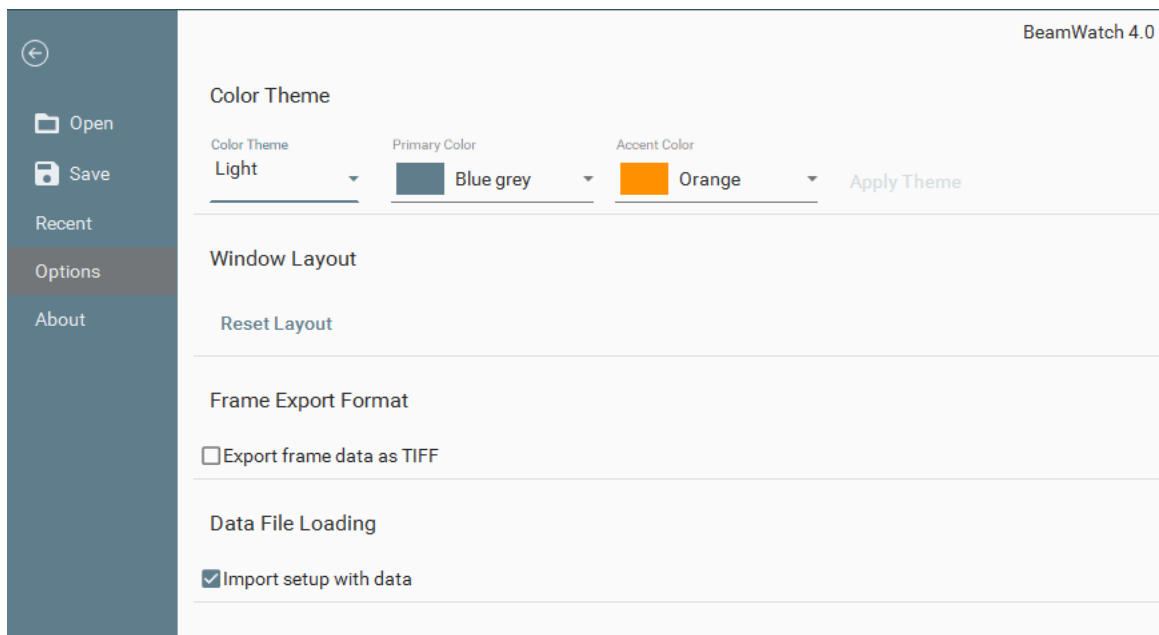 BeamWatch 4.0
Open
Save
Recent
Options
About
Color Theme
Color Theme
Light
Primary Color
Blue grey
Accent Color
Orange
Apply Theme
Window Layout
Reset Layout
Frame Export Format
Export frame data as TIFF
Data File Loading
Import setup with data